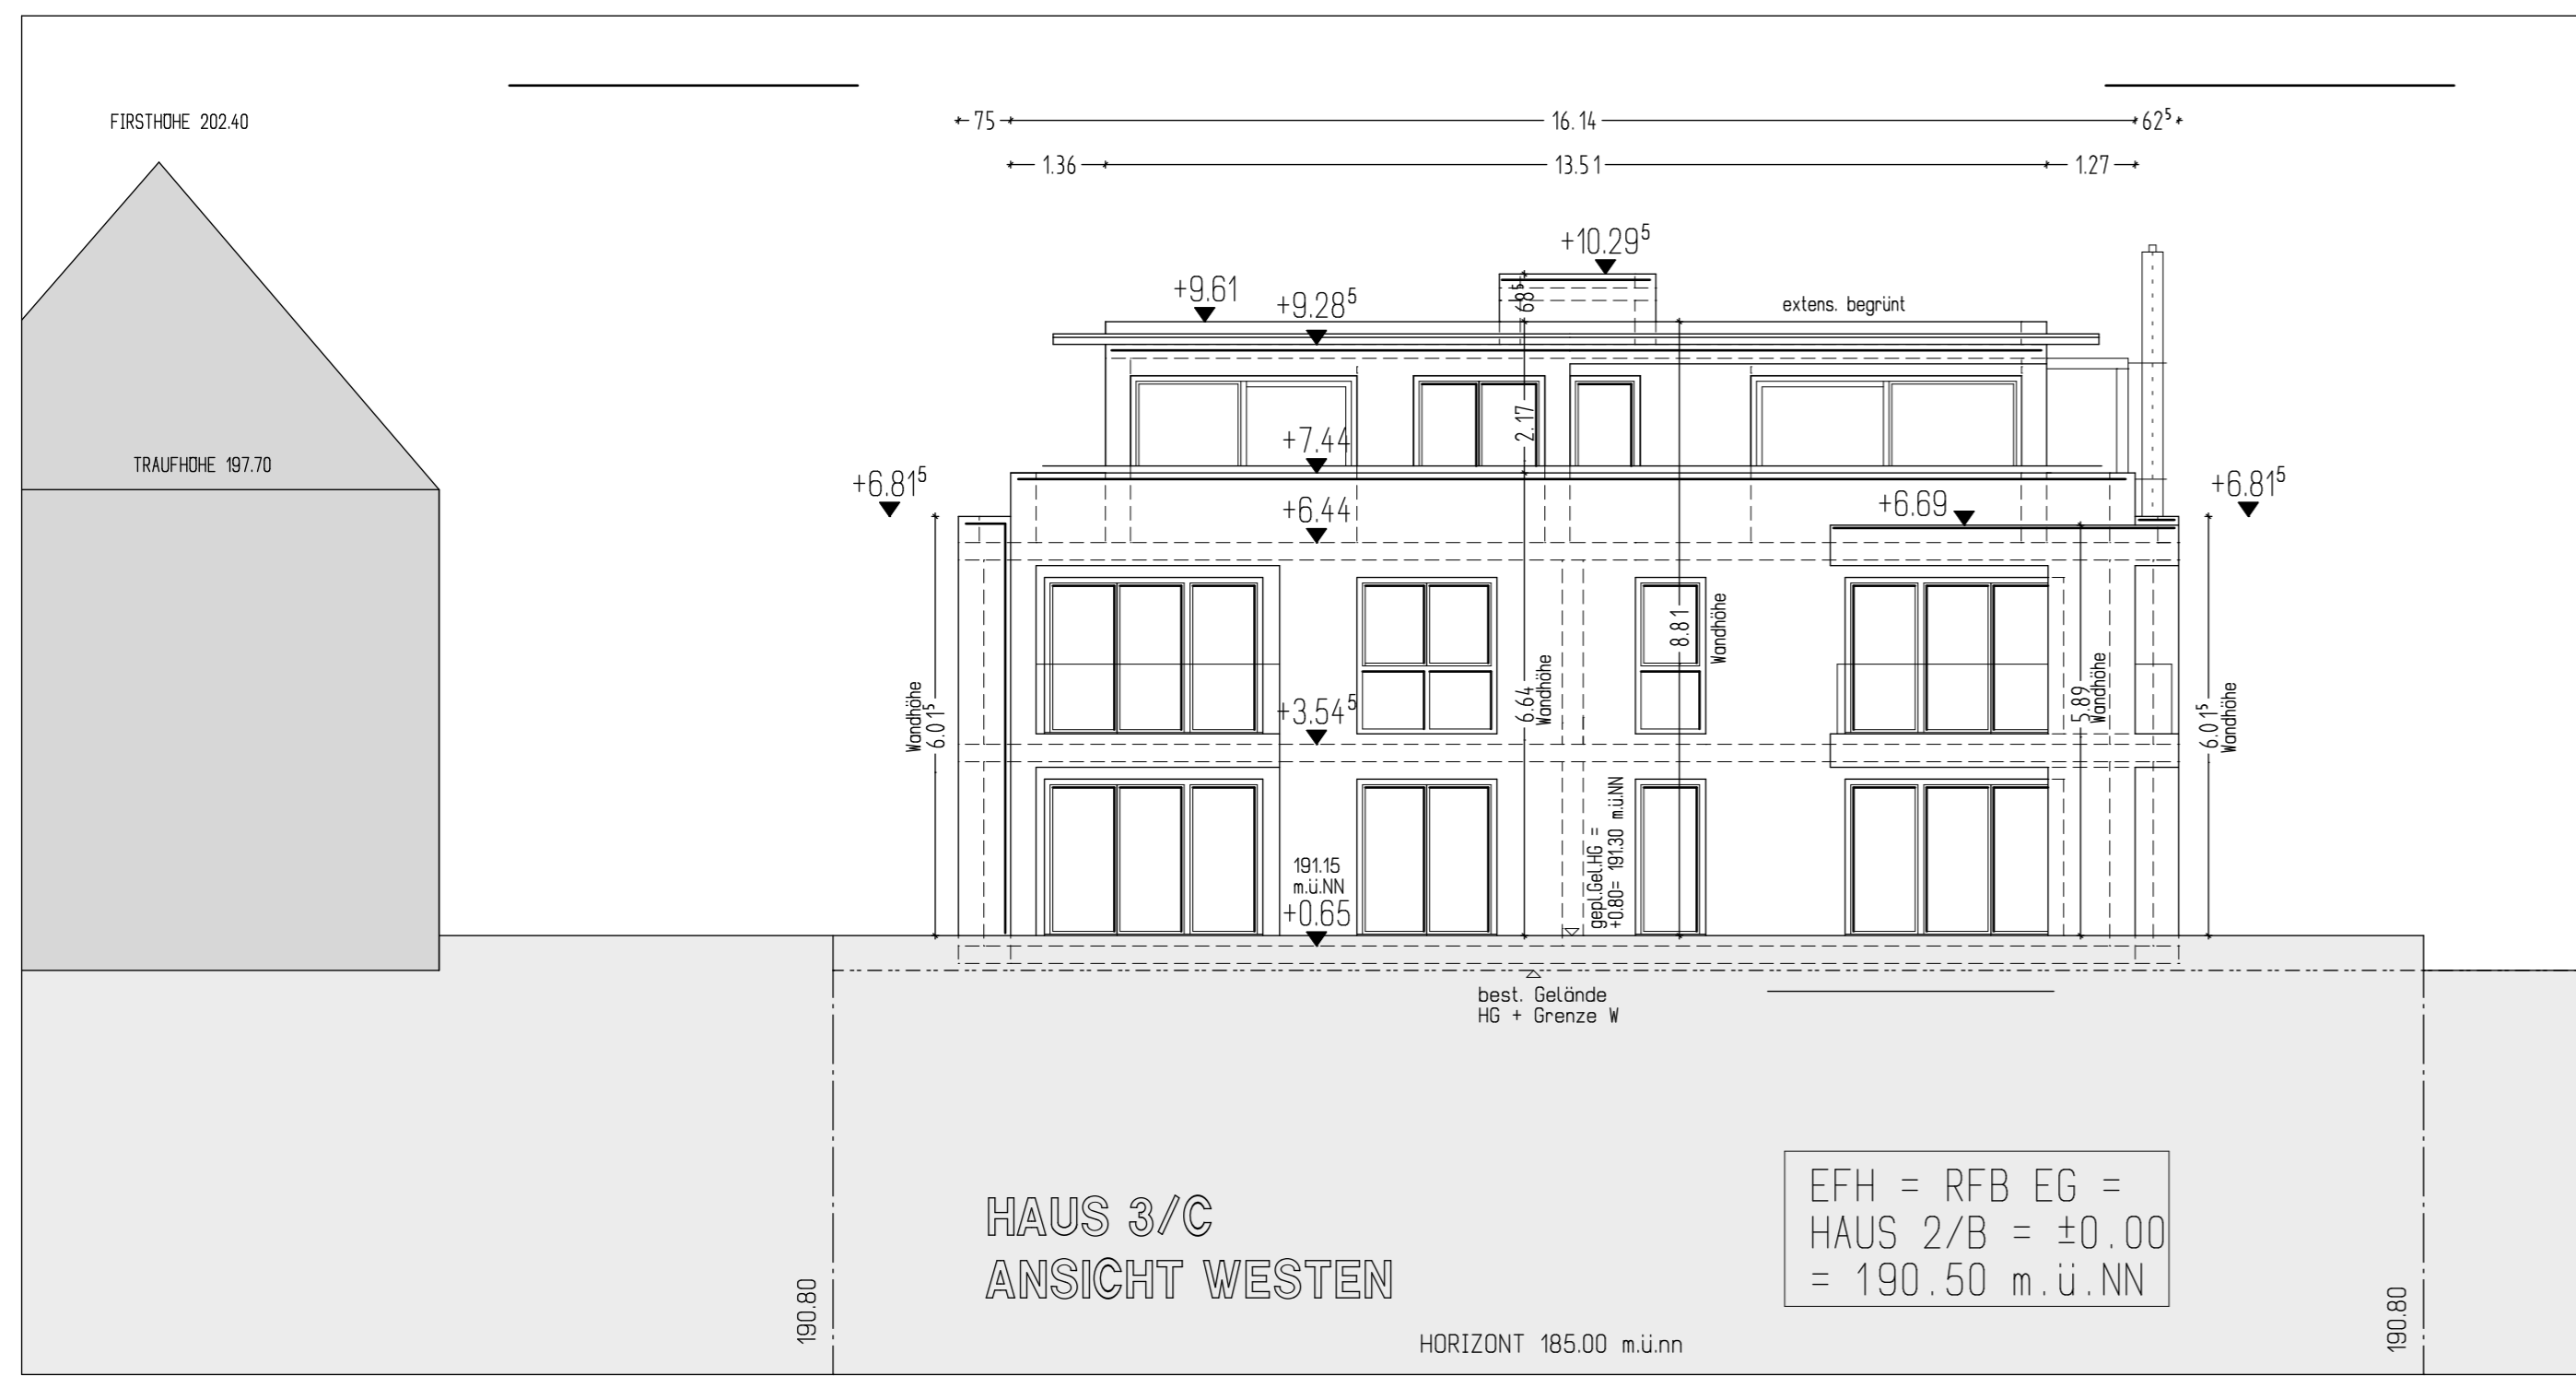 FIRSTHÖHE 202.40
75
16.14
62⁵
1.36
13.51
1.27
+10.29⁵
+9.61
+9.28⁵
68⁵
extens. begrünt
2.17
+7.44
TRAUFHÖHE 197.70
+6.81⁵
+6.44
+6.69
+6.81⁵
Wandhöhe
6.01⁵
+3.54⁵
6.64
Wandhöhe
8.81
Wandhöhe
5.89
Wandhöhe
6.01⁵
Wandhöhe
191.15
m.ü.NN
+0.65
gepl.Gel.HG =
+0.80= 191.30 m.ü.NN
best. Gelände
HG + Grenze W
HAUS 3/C
ANSICHT WESTEN
EFH = RFB EG =
HAUS 2/B = ±0.00
= 190.50 m.ü.NN
190.80
HORIZONT 185.00 m.ü.nn
190.80